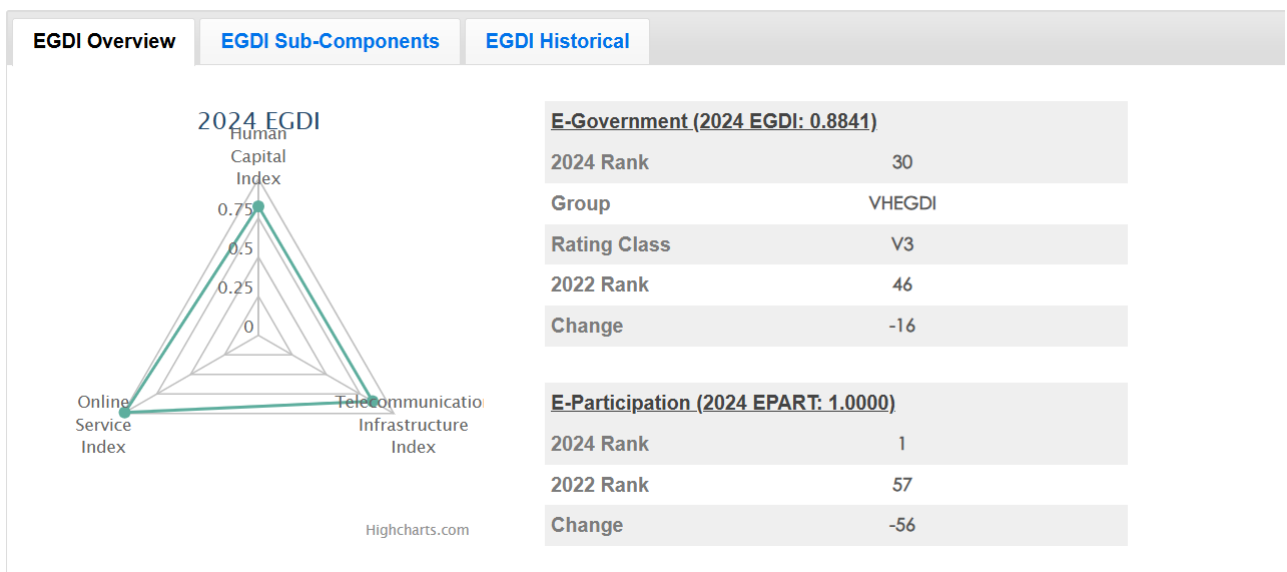 EGDI Overview EGDI Sub-Components EGDI Historical
2024 EGDI
Human
Capital
Index
0.75
0.5
0.25
0
Online
Service
Index
Telecommunicatio
Infrastructure
Index
Highcharts.com
E-Government (2024 EGDI: 0.8841)
2024 Rank 30
Group VHEGDI
Rating Class V3
2022 Rank 46
Change -16
E-Participation (2024 EPART: 1.0000)
2024 Rank 1
2022 Rank 57
Change -56